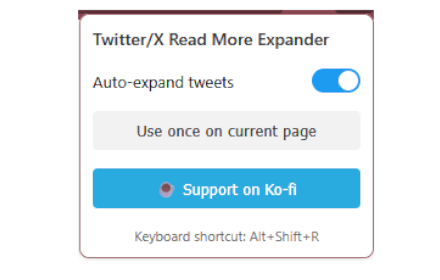 Twitter/X Read More Expander
Auto-expand tweets
Use once on current page
Support on Ko-fi
Keyboard shortcut: Alt+Shift+R